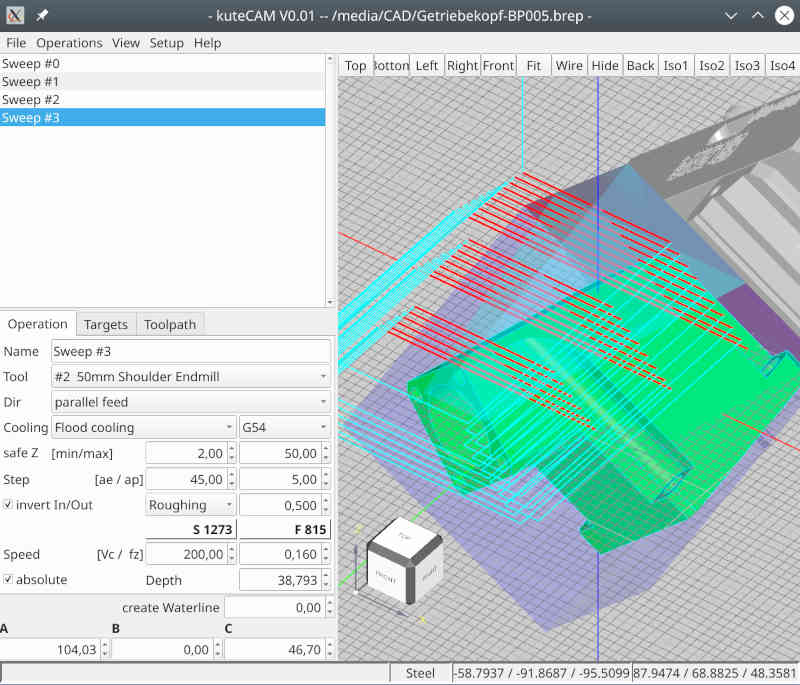 - kuteCAM V0.01 -- /media/CAD/Getriebekopf-BP005.brep -
File Operations View Setup Help
Sweep #0
Sweep #1
Sweep #2
Sweep #3
Top Botton Left Right Front Fit Wire Hide Back Iso1 Iso2 Iso3 Iso4
Operation Targets Toolpath
Name Sweep #3
Tool #2 50mm Shoulder Endmill
Dir parallel feed
Cooling Flood cooling G54
safe Z [min/max] 2,00 50,00
Step [ae / ap] 45,00 5,00
invert In/Out Roughing 0,500
S 1273 F 815
Speed [Vc / fz] 200,00 0,160
absolute Depth 38,793
create Waterline 0,00
A B C
104,03 0,00 46,70
TOP
FRONT
X
Steel -58.7937 / -91.8687 / -95.5099 87.9474 / 68.8825 / 48.3581